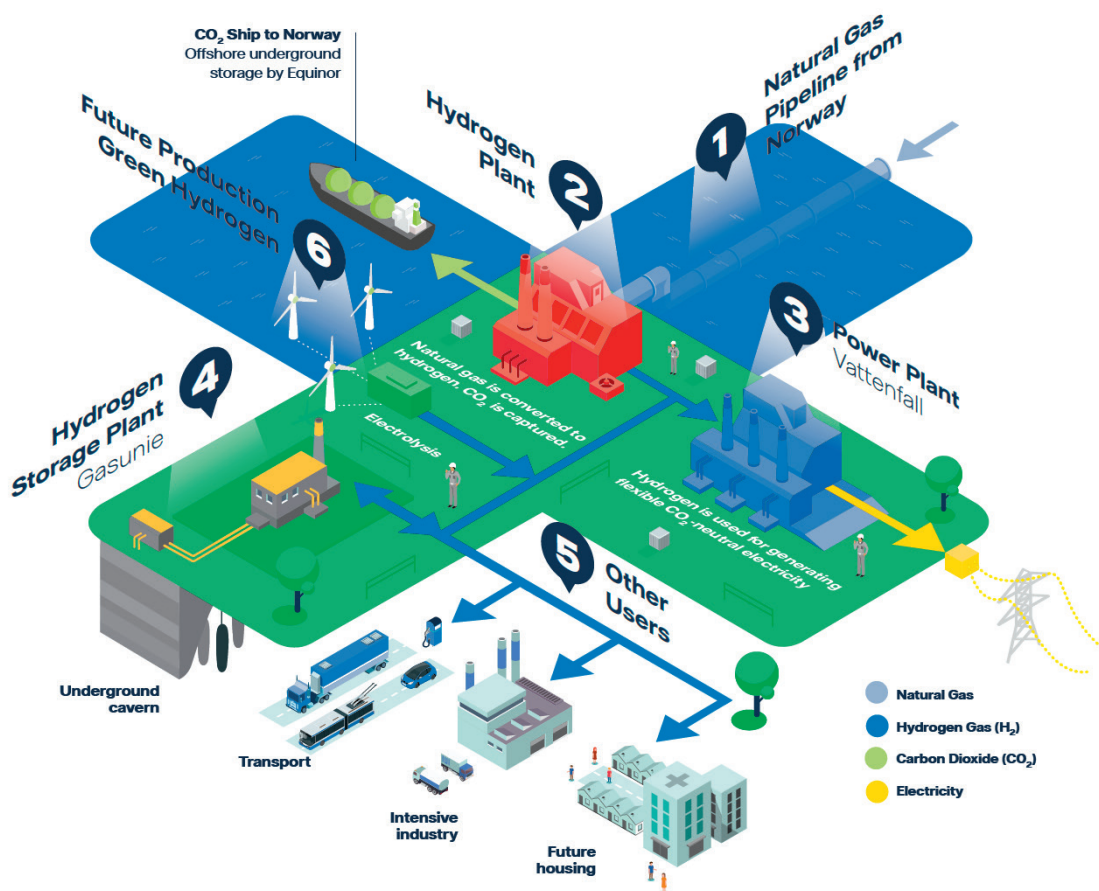 CO₂ Ship to Norway
Offshore underground
storage by Equinor
1
Natural Gas
Pipeline from
Norway
2
Hydrogen
Plant
Future Production
Green Hydrogen
6
3
Power Plant
Vattenfall
4
Hydrogen
Storage Plant
Gasunie
Natural gas is converted to
hydrogen, CO₂ is captured.
Electrolysis
Hydrogen is used for generating
flexible CO₂-neutral electricity
5
Other
Users
Underground
cavern
Transport
Intensive
industry
Future
housing
Natural Gas
Hydrogen Gas (H₂)
Carbon Dioxide (CO₂)
Electricity